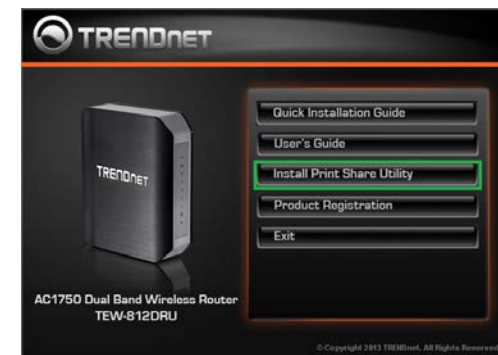 TRENDNET
TRENDNET
AC1750 Dual Band Wireless Router
TEW-812DRU
Quick Installation Guide
User's Guide
Install Print Share Utility
Product Registration
Exit
© Copyright 2013 TRENDnet, All Rights Reserved